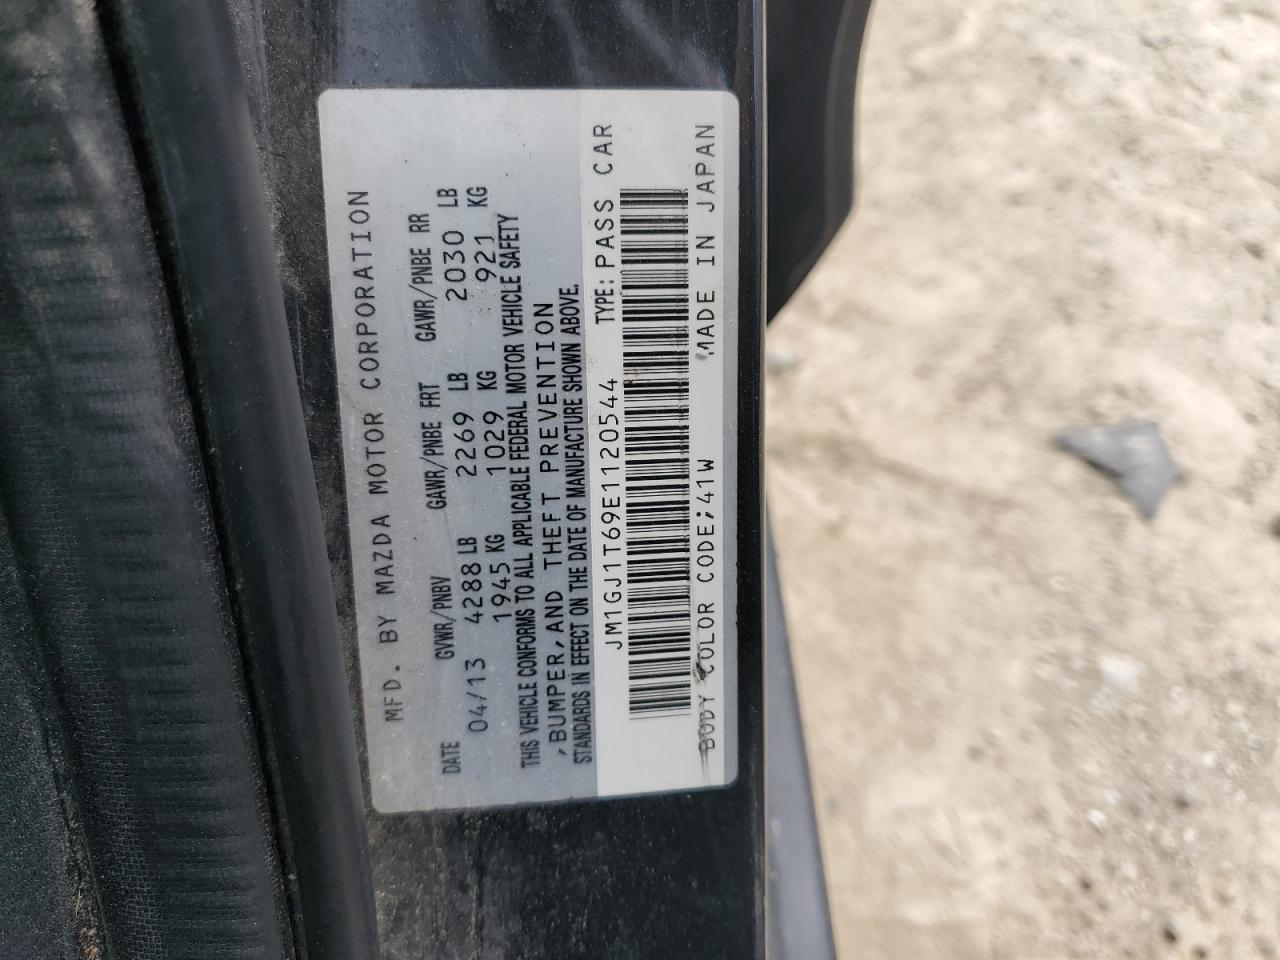 MFD. BY MAZDA MOTOR CORPORATION
DATE GVWR/PNBV GAWR/PNBE FRT GAWR/PNBE RR
04/13 4288 LB 2269 LB 2030 LB
1945 KG 1029 KG 921 KG
THIS VEHICLE CONFORMS TO ALL APPLICABLE FEDERAL MOTOR VEHICLE SAFETY
,BUMPER,AND THEFT PREVENTION
STANDARDS IN EFFECT ON THE DATE OF MANUFACTURE SHOWN ABOVE.
JM1GJ1T69E1120544 TYPE: PASS CAR
BODY COLOR CODE;41W MADE IN JAPAN